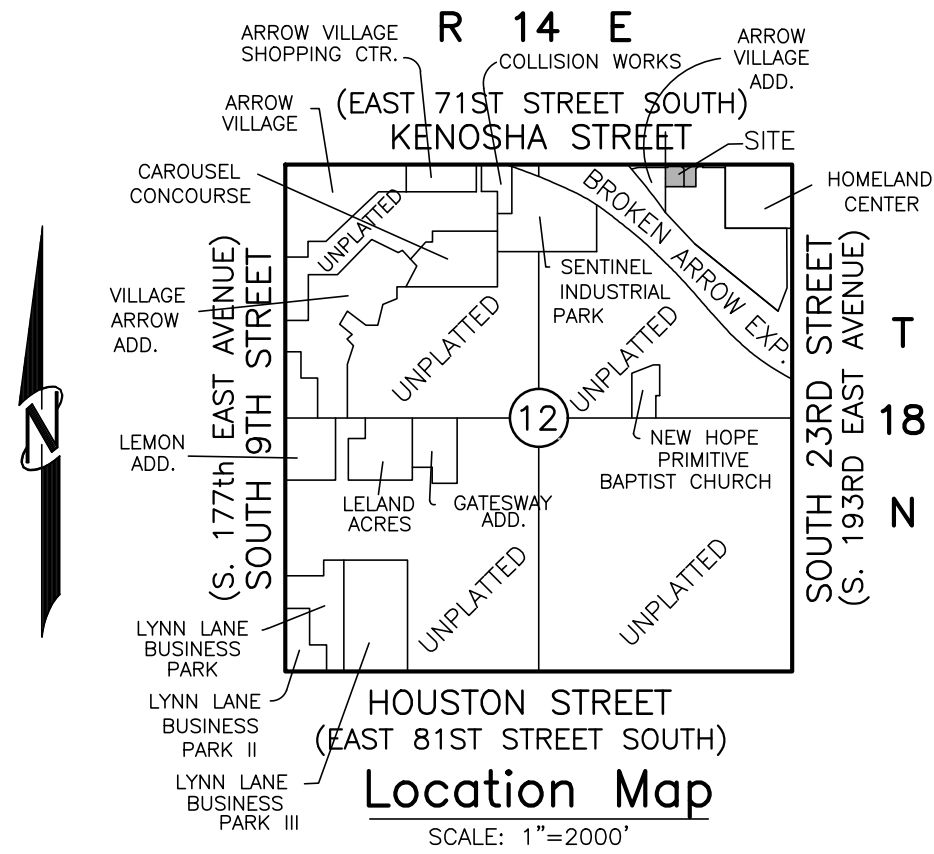 R 14 E
ARROW VILLAGE
SHOPPING CTR.
COLLISION WORKS
ARROW
VILLAGE
ADD.
ARROW
VILLAGE
(EAST 71ST STREET SOUTH)
KENOSHA STREET
SITE
CAROUSEL
CONCOURSE
HOMELAND
CENTER
UNPLATTED
BROKEN ARROW EXP.
SENTINEL
INDUSTRIAL
PARK
VILLAGE
ARROW
ADD.
(S. 177th EAST AVENUE)
SOUTH 9TH STREET
UNPLATTED
UNPLATTED
SOUTH 23RD STREET
(S. 193RD EAST AVENUE)
T
18
N
N
12
LEMON
ADD.
LELAND
ACRES
GATESWAY
ADD.
NEW HOPE
PRIMITIVE
BAPTIST CHURCH
UNPLATTED
UNPLATTED
LYNN LANE
BUSINESS
PARK
LYNN LANE
BUSINESS
PARK II
LYNN LANE
BUSINESS
PARK III
HOUSTON STREET
(EAST 81ST STREET SOUTH)
Location Map
SCALE: 1"=2000'